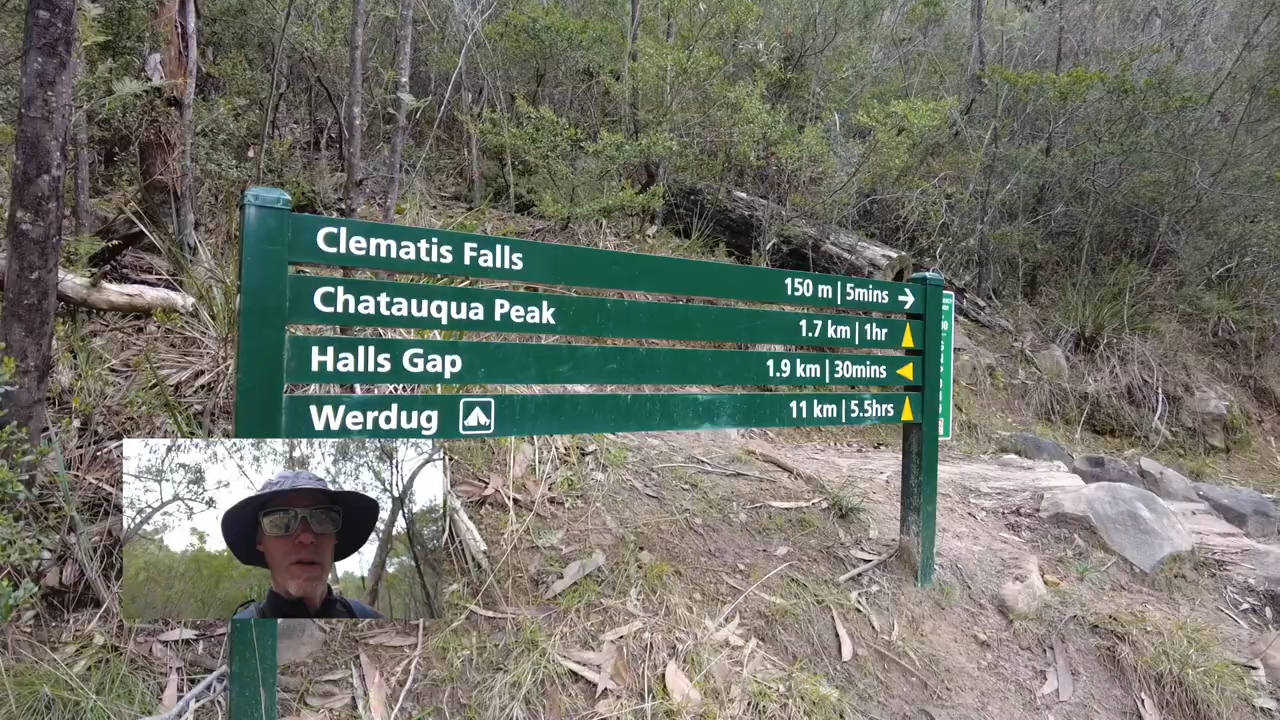 Clematis Falls 150 m | 5mins
Chatauqua Peak 1.7 km | 1hr
Halls Gap 1.9 km | 30mins
Werdug 11 km | 5.5hrs